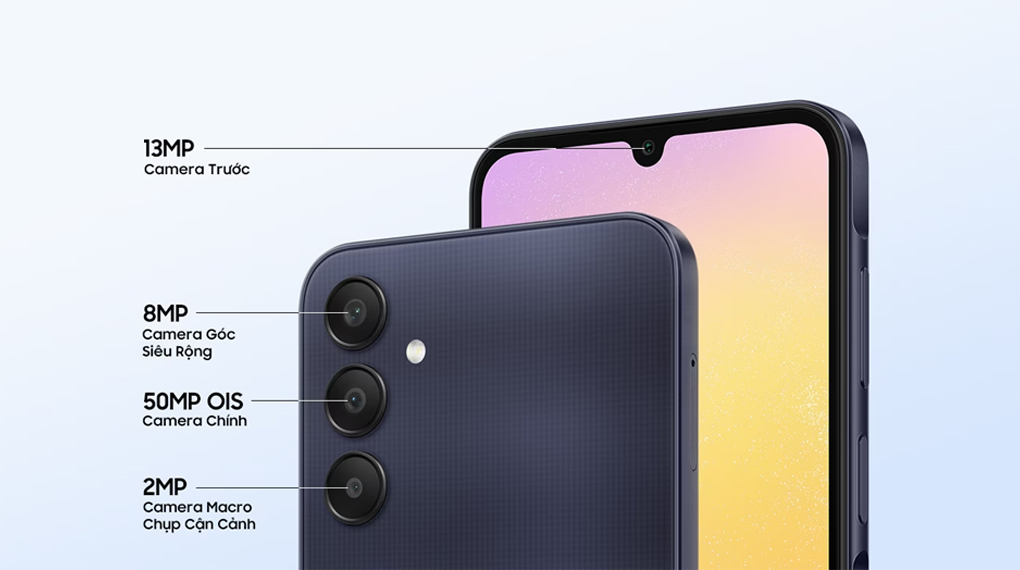 13MP
Camera Trước
8MP
Camera Góc
Siêu Rộng
50MP OIS
Camera Chính
2MP
Camera Macro
Chụp Cận Cảnh